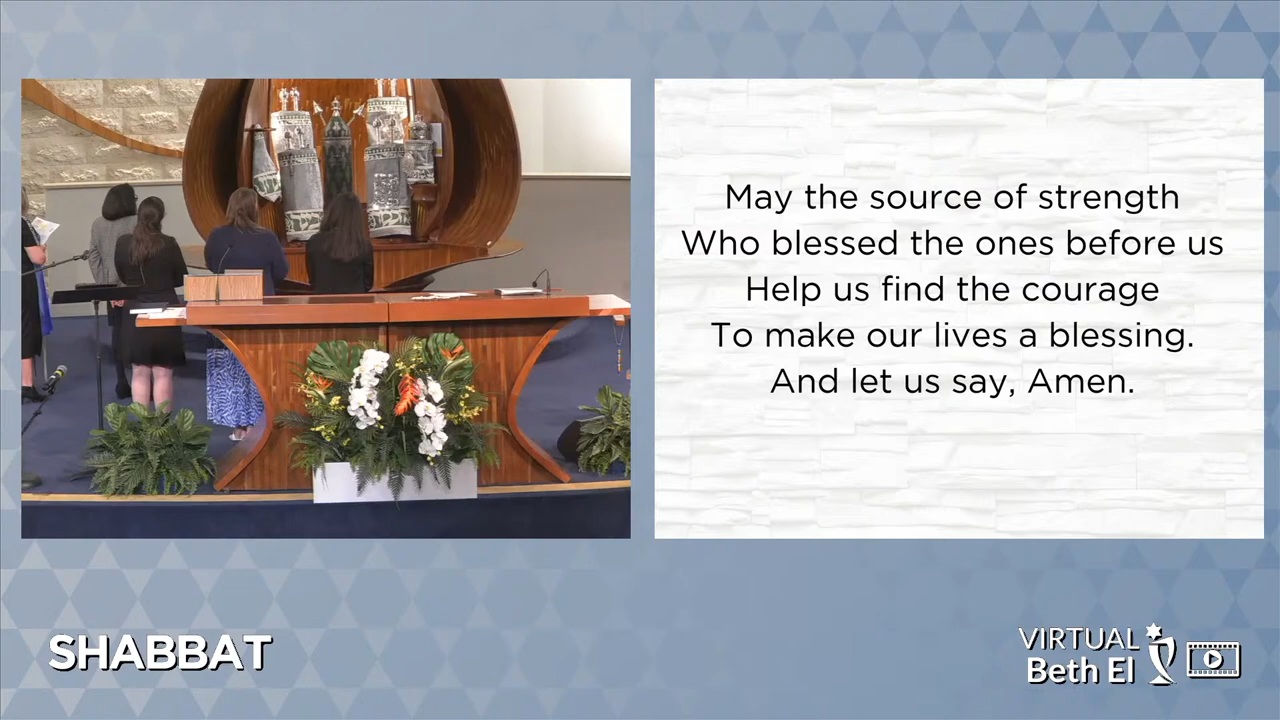 May the source of strength
Who blessed the ones before us
Help us find the courage
To make our lives a blessing.
And let us say, Amen.
SHABBAT
VIRTUAL
Beth El